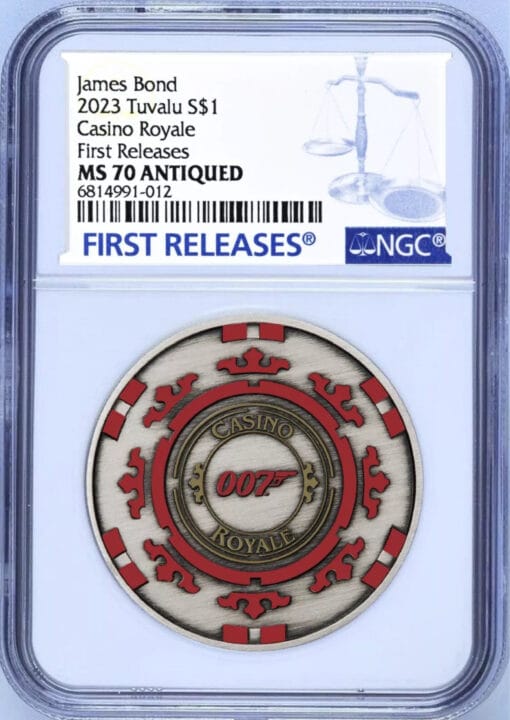 James Bond
2023 Tuvalu S$1
Casino Royale
First Releases
MS 70 ANTIQUED
6814991-012
FIRST RELEASES®
NGC®
CASINO
007
ROYALE